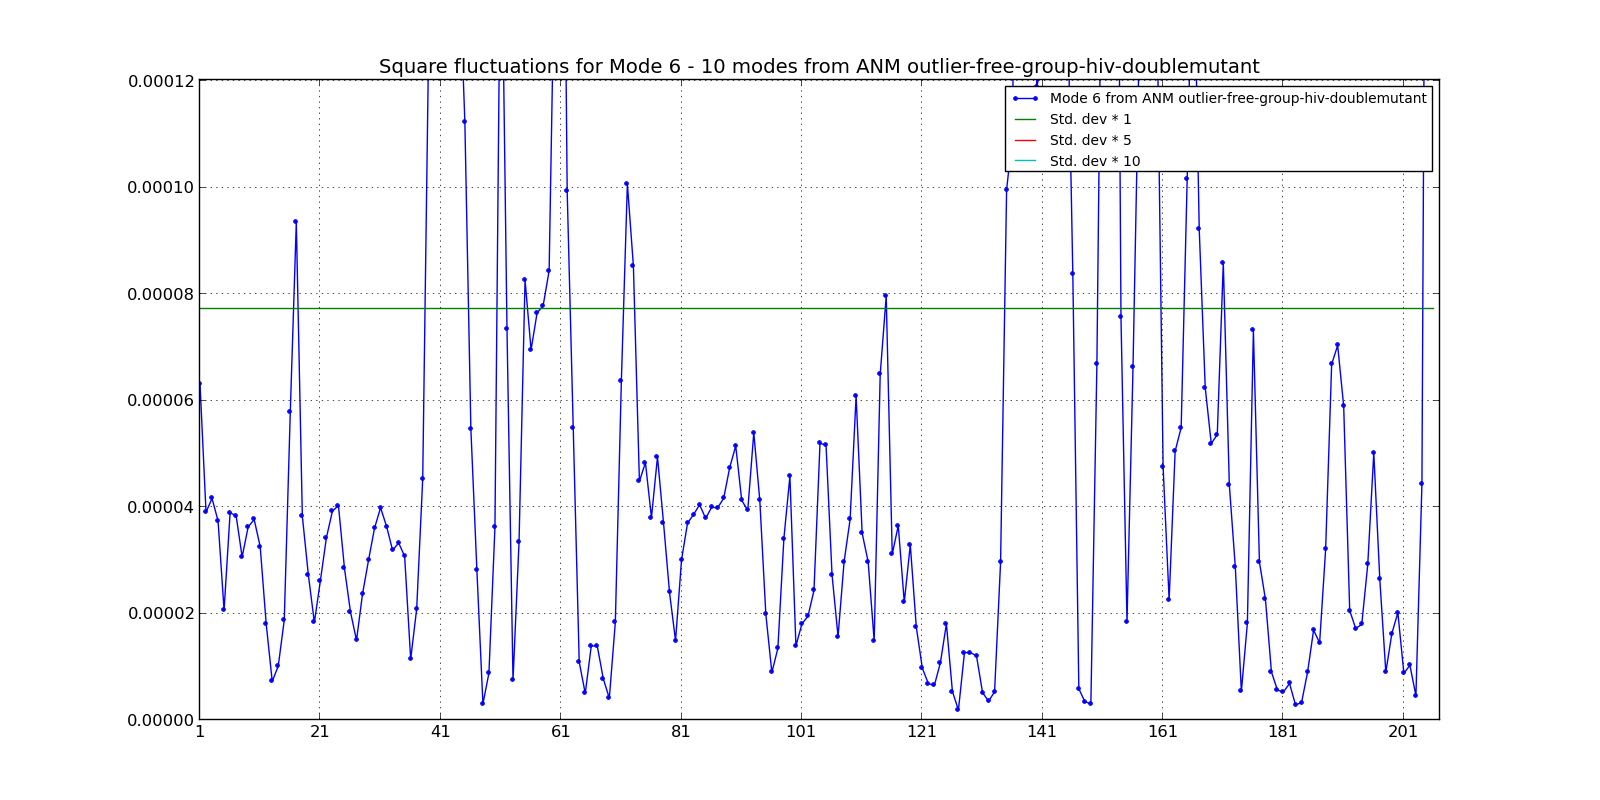 Square fluctuations for Mode 6 - 10 modes from ANM outlier-free-group-hiv-doublemutant
0.00012
Mode 6 from ANM outlier-free-group-hiv-doublemutant
Std. dev * 1
Std. dev * 5
Std. dev * 10
0.00010
0.00008
0.00006
0.00004
0.00002
0.00000
1 21 41 61 81 101 121 141 161 181 201